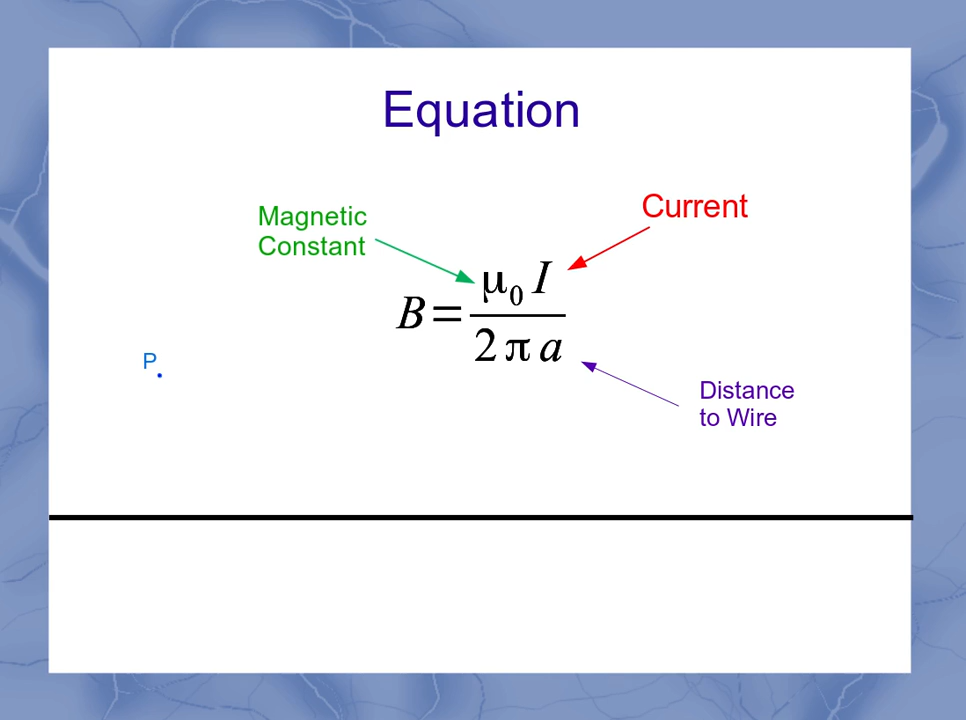 Equation
Magnetic
Constant
Current
B = μ₀ I / 2 π a
P
Distance
to Wire